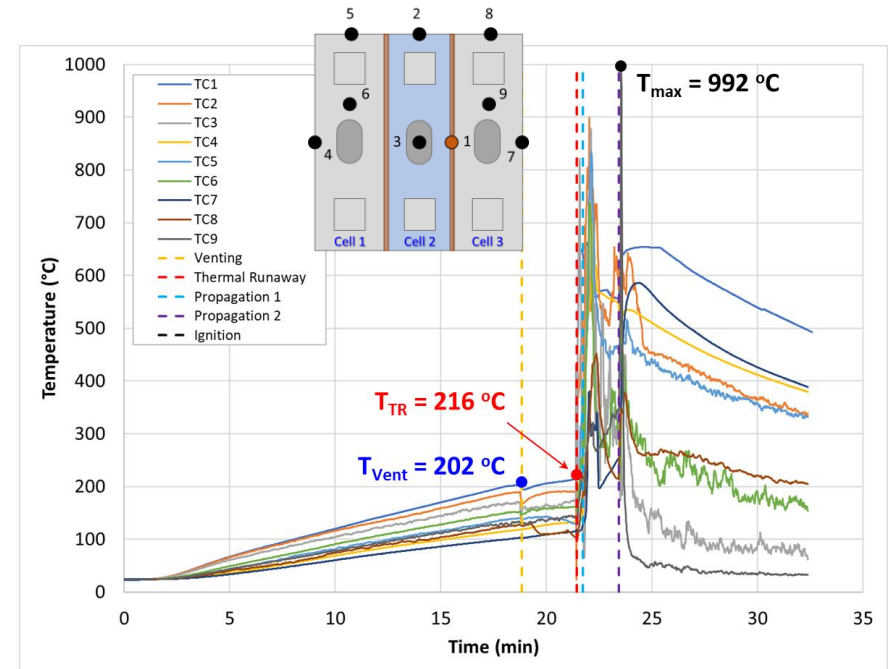 5 2 8
6 9
4 3 1 7
Cell 1 Cell 2 Cell 3
Tmax = 992 oC
TTR = 216 oC
TVent = 202 oC
TC1
TC2
TC3
TC4
TC5
TC6
TC7
TC8
TC9
Venting
Thermal Runaway
Propagation 1
Propagation 2
Ignition
Temperature (°C)
1000
900
800
700
600
500
400
300
200
100
0
0 5 10 15 20 25 30 35
Time (min)